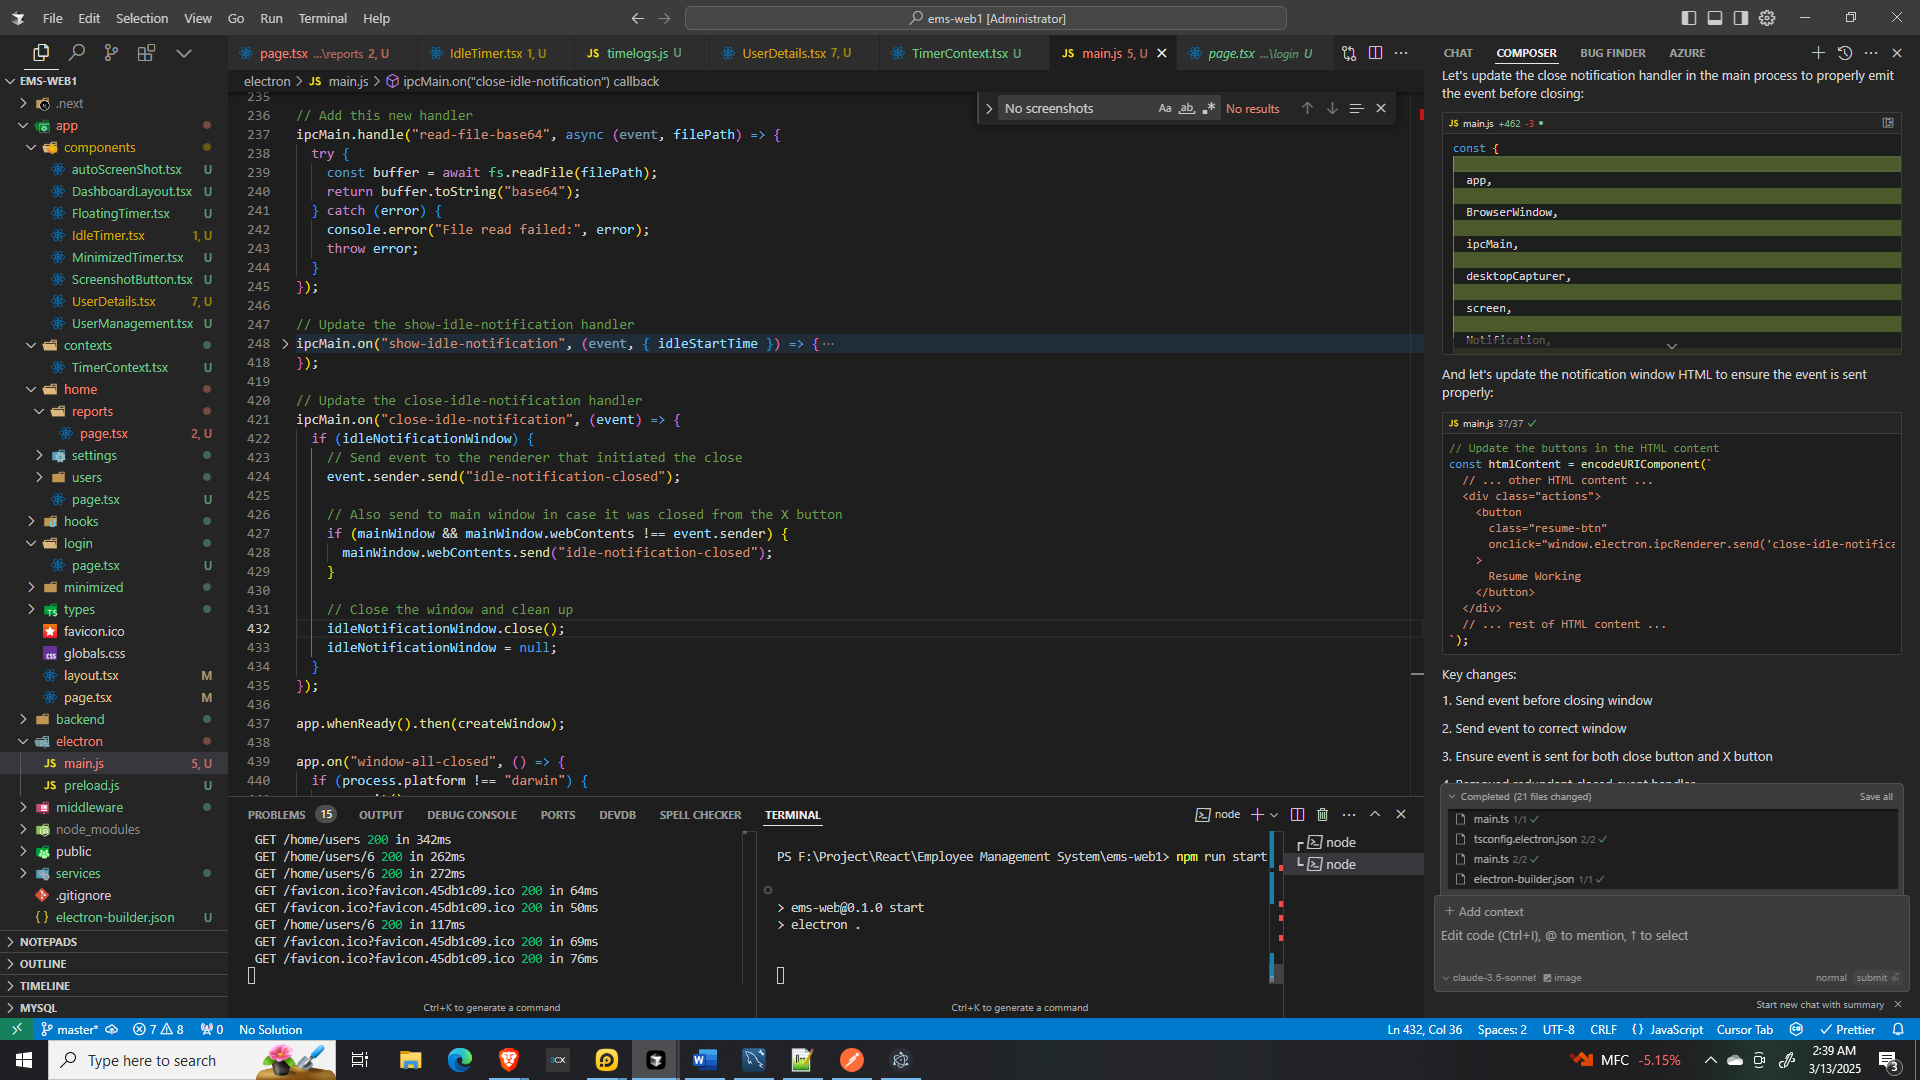 File Edit Selection View Go Run Terminal Help
ems-web1 [Administrator]
EMS-WEB1
.next
app
components
autoScreenShot.tsx U
DashboardLayout.tsx U
FloatingTimer.tsx U
IdleTimer.tsx 1, U
MinimizedTimer.tsx U
ScreenshotButton.tsx U
UserDetails.tsx 7, U
UserManagement.tsx U
contexts
TimerContext.tsx U
home
reports
page.tsx 2, U
settings
users
page.tsx U
hooks
login
page.tsx U
minimized
types
favicon.ico
globals.css
layout.tsx M
page.tsx M
backend
electron
JS main.js 5, U
JS preload.js U
middleware
node_modules
public
services
.gitignore
{ } electron-builder.json U
NOTEPADS
OUTLINE
TIMELINE
MYSQL
page.tsx ...\reports 2, U
IdleTimer.tsx 1, U
JS timelogs.js U
UserDetails.tsx 7, U
TimerContext.tsx U
JS main.js 5, U
page.tsx ...\login U
electron > JS main.js > ipcMain.on("close-idle-notification") callback
No screenshots Aa ab No results
235
236 // Add this new handler
237 ipcMain.handle("read-file-base64", async (event, filePath) => {
238 try {
239 const buffer = await fs.readFile(filePath);
240 return buffer.toString("base64");
241 } catch (error) {
242 console.error("File read failed:", error);
243 throw error;
244 }
245 });
246
247 // Update the show-idle-notification handler
248 ipcMain.on("show-idle-notification", (event, { idleStartTime }) => {···
418 });
419
420 // Update the close-idle-notification handler
421 ipcMain.on("close-idle-notification", (event) => {
422 if (idleNotificationWindow) {
423 // Send event to the renderer that initiated the close
424 event.sender.send("idle-notification-closed");
425
426 // Also send to main window in case it was closed from the X button
427 if (mainWindow && mainWindow.webContents !== event.sender) {
428 mainWindow.webContents.send("idle-notification-closed");
429 }
430
431 // Close the window and clean up
432 idleNotificationWindow.close();
433 idleNotificationWindow = null;
434 }
435 });
436
437 app.whenReady().then(createWindow);
438
439 app.on("window-all-closed", () => {
440 if (process.platform !== "darwin") {
PROBLEMS 15 OUTPUT DEBUG CONSOLE PORTS DEVDB SPELL CHECKER TERMINAL
node
GET /home/users 200 in 342ms
GET /home/users/6 200 in 262ms
GET /home/users/6 200 in 272ms
GET /favicon.ico?favicon.45db1c09.ico 200 in 64ms
GET /favicon.ico?favicon.45db1c09.ico 200 in 50ms
GET /home/users/6 200 in 117ms
GET /favicon.ico?favicon.45db1c09.ico 200 in 69ms
GET /favicon.ico?favicon.45db1c09.ico 200 in 76ms
Ctrl+K to generate a command
PS F:\Project\React\Employee Management System\ems-web1> npm run start
> ems-web@0.1.0 start
> electron .
Ctrl+K to generate a command
node
node
CHAT COMPOSER BUG FINDER AZURE
Let's update the close notification handler in the main process to properly emit
the event before closing:
JS main.js +462 -3
const {
app,
BrowserWindow,
ipcMain,
desktopCapturer,
screen,
Notification,
And let's update the notification window HTML to ensure the event is sent
properly:
JS main.js 37/37 ✓
// Update the buttons in the HTML content
const htmlContent = encodeURIComponent(`
// ... other HTML content ...
<div class="actions">
<button
class="resume-btn"
onclick="window.electron.ipcRenderer.send('close-idle-notifica
>
Resume Working
</button>
</div>
// ... rest of HTML content ...
`);
Key changes:
1. Send event before closing window
2. Send event to correct window
3. Ensure event is sent for both close button and X button
Completed (21 files changed) Save all
main.ts 1/1 ✓
tsconfig.electron.json 2/2 ✓
main.ts 2/2 ✓
electron-builder.json 1/1 ✓
+ Add context
Edit code (Ctrl+I), @ to mention, ↑ to select
claude-3.5-sonnet image normal submit
Start new chat with summary
master* 7 8 0 No Solution
Ln 432, Col 36 Spaces: 2 UTF-8 CRLF { } JavaScript Cursor Tab Prettier
Type here to search
MFC -5.15%
2:39 AM
3/13/2025
3